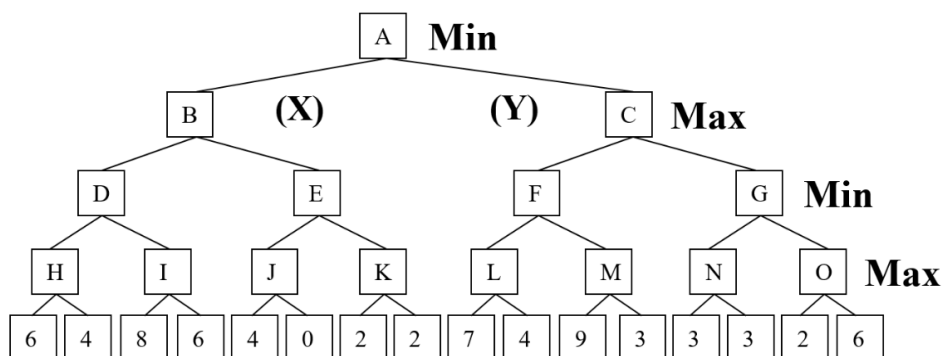 A Min
B (X) (Y) C Max
D E F G Min
H I J K L M N O Max
6 4 8 6 4 0 2 2 7 4 9 3 3 3 2 6